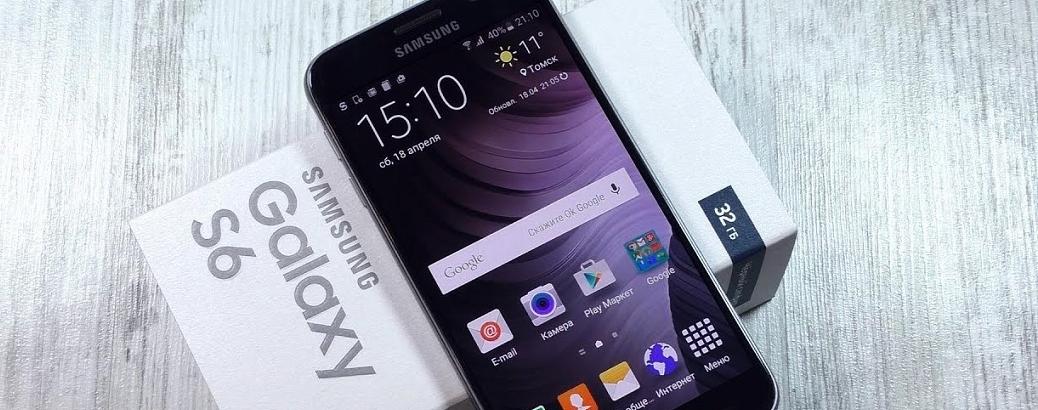 SAMSUNG
40% 21:10
11°
Томск
Обновл. 18.04 21:05
15:10
сб, 18 апреля
Google
Скажите Ok Google
E-mail
Камера
Play Маркет
Google
Интернет
Меню
SAMSUNG
Galaxy
S6
32 ГБ